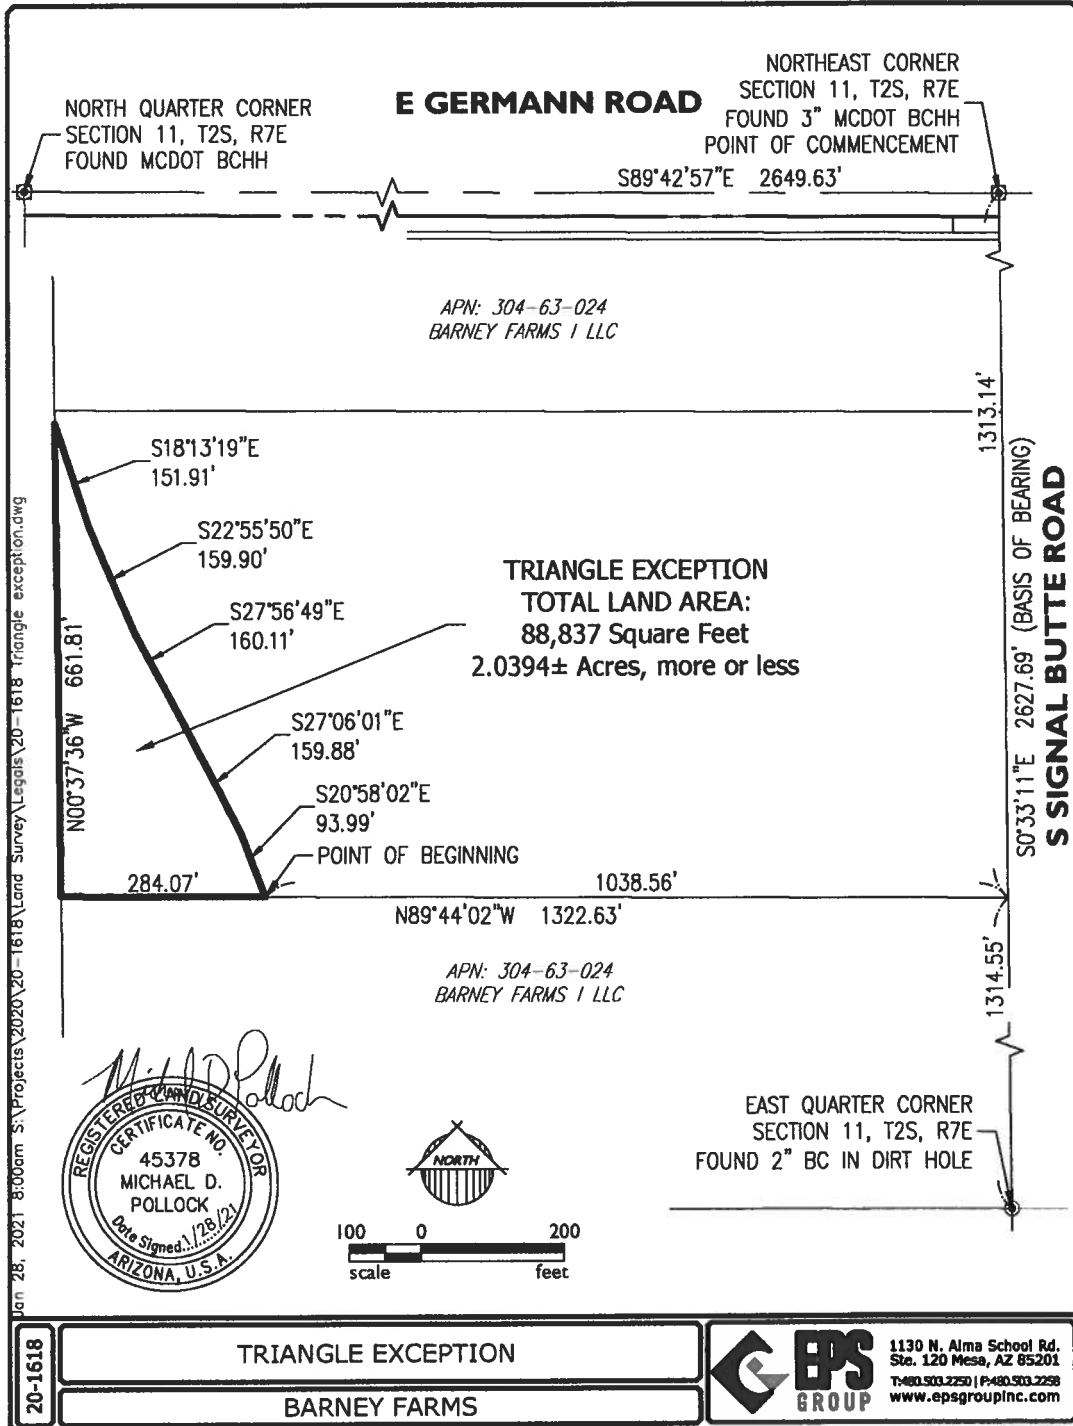 NORTH QUARTER CORNER
SECTION 11, T2S, R7E
FOUND MCDOT BCHH
E GERMANN ROAD
NORTHEAST CORNER
SECTION 11, T2S, R7E
FOUND 3" MCDOT BCHH
POINT OF COMMENCEMENT
S89°42'57"E 2649.63'
APN: 304-63-024
BARNEY FARMS I LLC
1313.14'
S18°13'19"E
151.91'
S22°55'50"E
159.90'
S27°56'49"E
160.11'
TRIANGLE EXCEPTION
TOTAL LAND AREA:
88,837 Square Feet
2.0394± Acres, more or less
N00°37'36"W 661.81'
S27°06'01"E
159.88'
S20°58'02"E
93.99'
POINT OF BEGINNING
284.07'
1038.56'
N89°44'02"W 1322.63'
S0°33'11"E 2627.69' (BASIS OF BEARING)
S SIGNAL BUTTE ROAD
APN: 304-63-024
BARNEY FARMS I LLC
1314.55'
EAST QUARTER CORNER
SECTION 11, T2S, R7E
FOUND 2" BC IN DIRT HOLE
Michael D Pollock
REGISTERED LAND SURVEYOR
CERTIFICATE NO.
45378
MICHAEL D.
POLLOCK
Date Signed 1/28/21
ARIZONA, U.S.A.
NORTH
100 0 200
scale feet
Jan 28, 2021 8:00am S:\Projects\2020\20-1618\Land Survey\Legals\20-1618 Triangle exception.dwg
20-1618
TRIANGLE EXCEPTION
BARNEY FARMS
EPS
GROUP
1130 N. Alma School Rd.
Ste. 120 Mesa, AZ 85201
T:480.503.2250 | F:480.503.2258
www.epsgroupinc.com